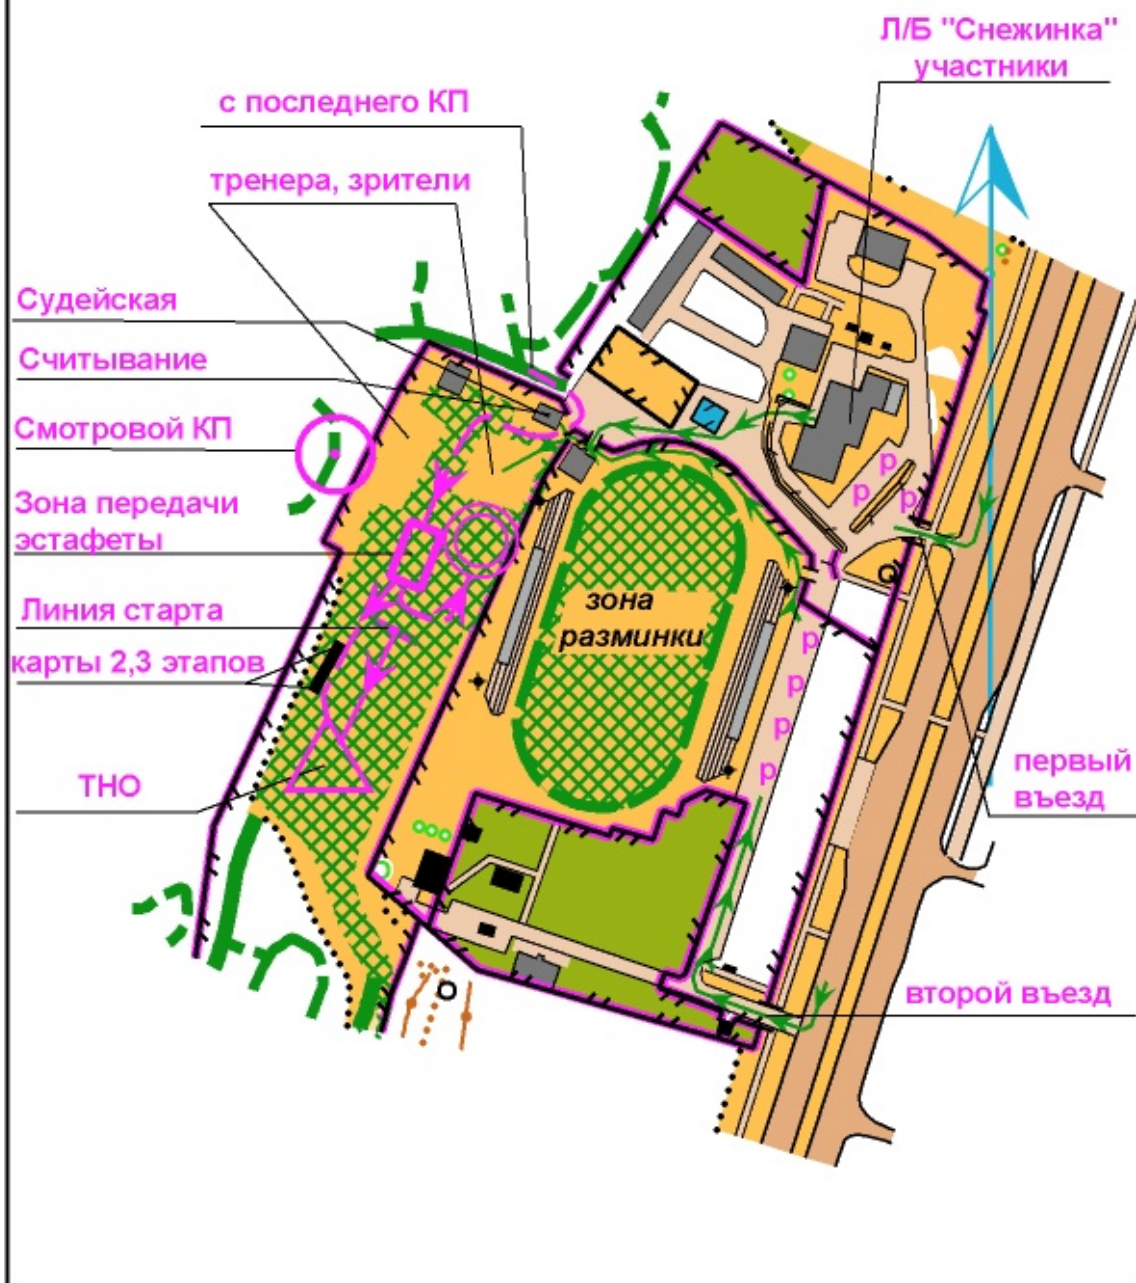 Л/Б "Снежинка"
участники
с последнего КП
тренера, зрители
Судейская
Считывание
Смотровой КП
Зона передачи
эстафеты
Линия старта
карты 2,3 этапов
ТНО
зона
разминки
р
р
р
р
р
р
р
первый
въезд
второй въезд